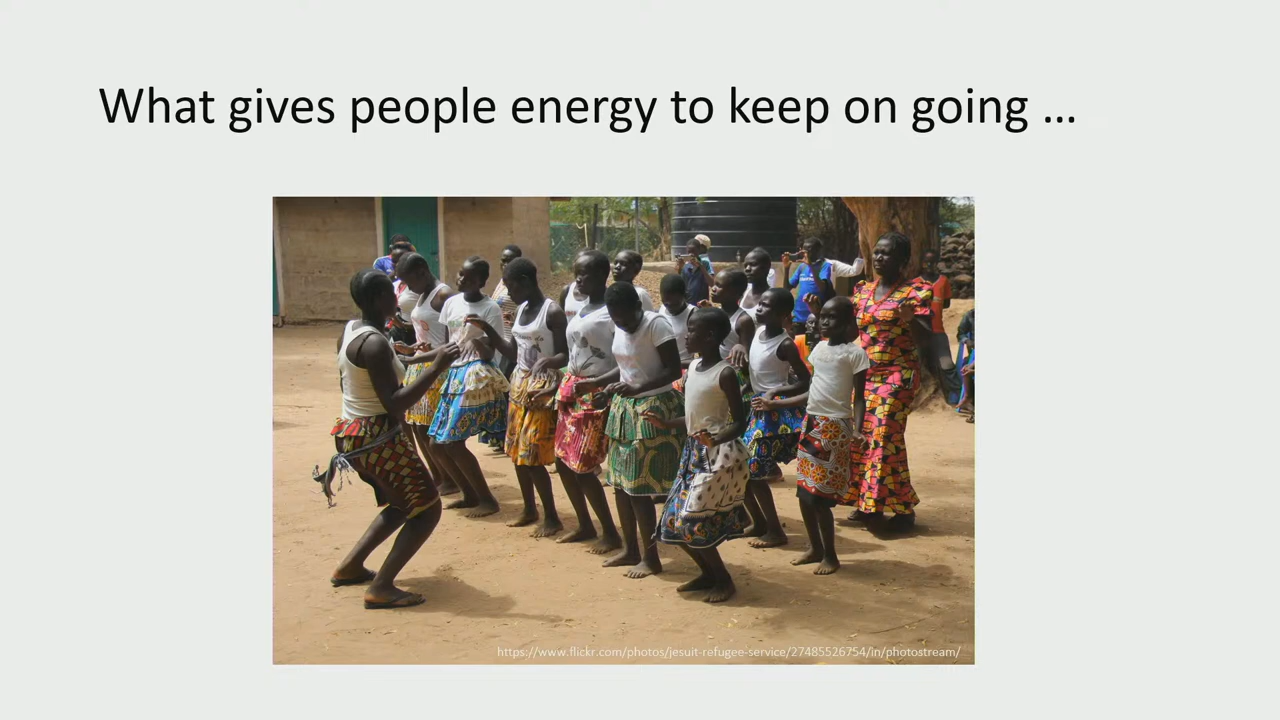 What gives people energy to keep on going …
https://www.flickr.com/photos/jesuit-refugee-service/27485526754/in/photostream/